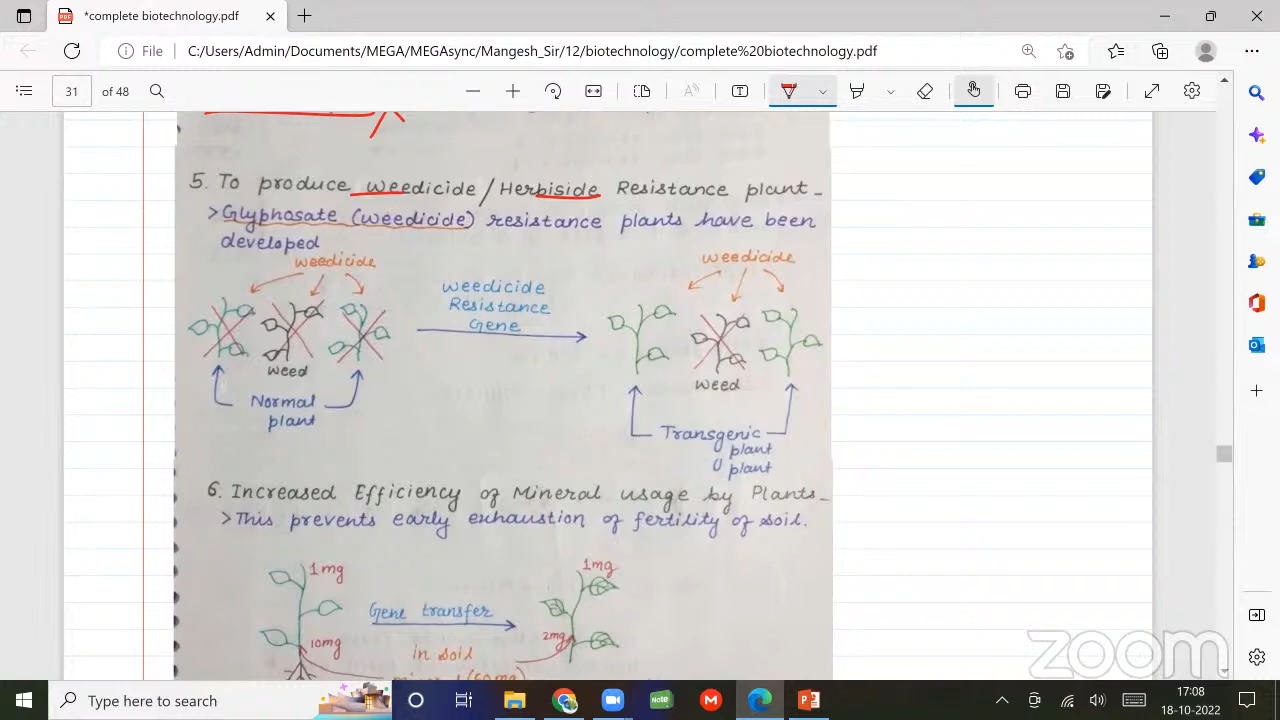 *complete biotechnology.pdf
File
C:/Users/Admin/Documents/MEGA/MEGAsync/Mangesh_Sir/12/biotechnology/complete%20biotechnology.pdf
31 of 48
5. To produce weedicide/Herbiside Resistance plant-
>Glyphosate (weedicide) resistance plants have been
developed
weedicide
weedicide
weedicide
Resistance
Gene
weed
weed
Normal
plant
Transgenic
plant
plant
6. Increased Efficiency of Mineral usage by Plants-
>This prevents early exhaustion of fertility of soil.
1mg
1mg
Gene transfer
10mg
2mg
in soil
zoom
Type here to search
Note
17:08
18-10-2022